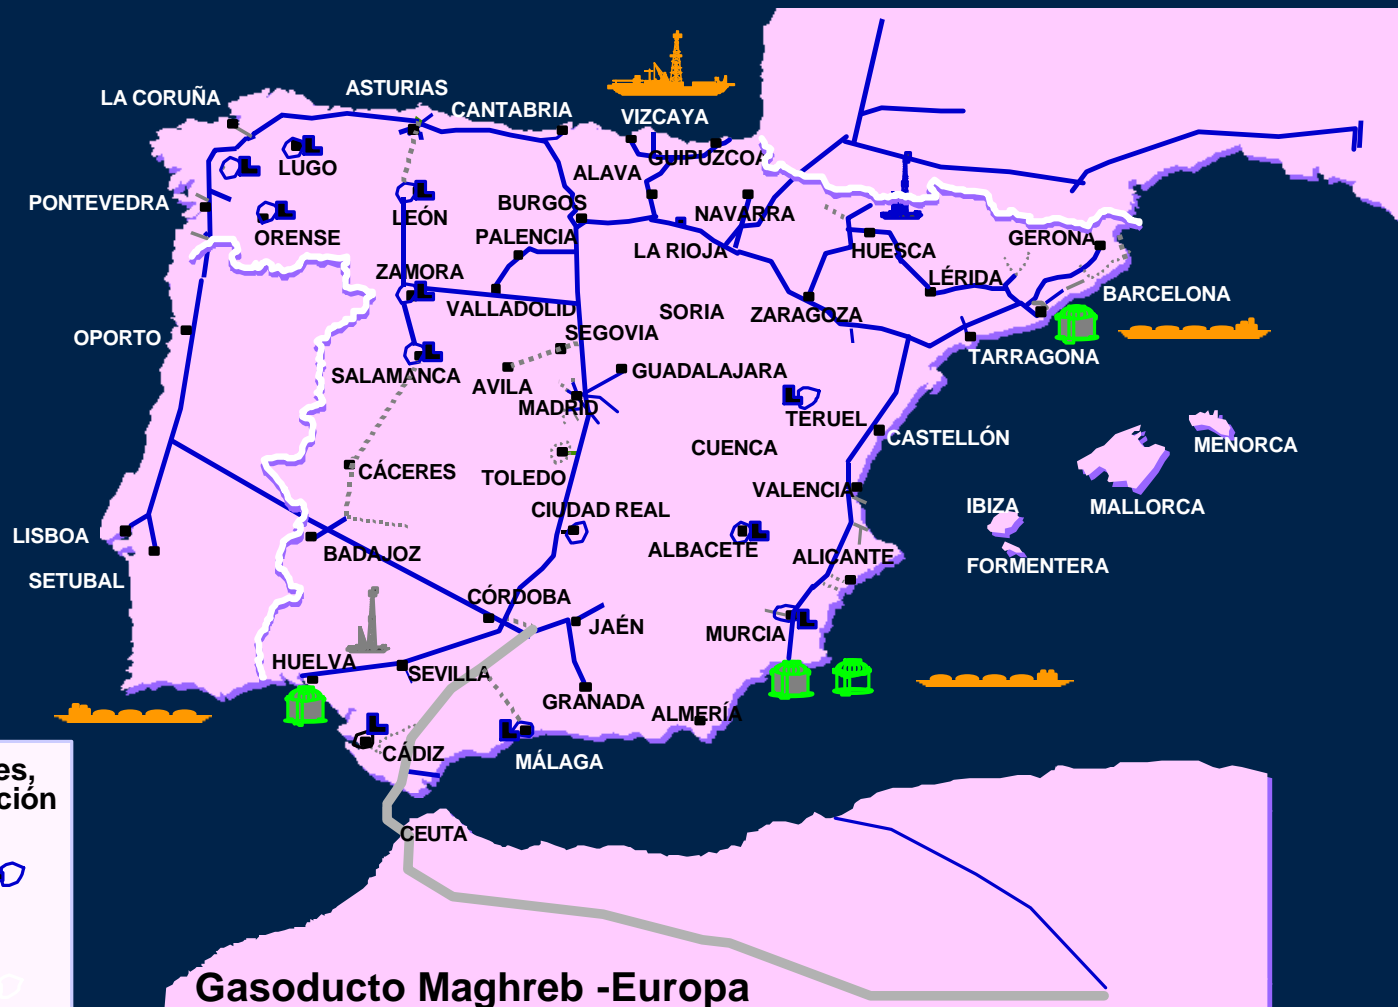 ASTURIAS
LA CORUÑA
CANTABRIA
VIZCAYA
GUIPUZCOA
L
LUGO
L
ALAVA
L
LEÓN
PONTEVEDRA
L
ORENSE
BURGOS
NAVARRA
PALENCIA
LA RIOJA
HUESCA
GERONA
ZAMORA
L
VALLADOLID
LÉRIDA
BARCELONA
SORIA
ZARAGOZA
OPORTO
SEGOVIA
TARRAGONA
L
SALAMANCA
AVILA
GUADALAJARA
MADRID
L
TERUEL
CASTELLÓN
MENORCA
CUENCA
CÁCERES
TOLEDO
VALENCIA
MALLORCA
IBIZA
CIUDAD REAL
LISBOA
BADAJOZ
L
ALBACETE
ALICANTE
FORMENTERA
SETUBAL
CÓRDOBA
JAÉN
L
MURCIA
HUELVA
SEVILLA
GRANADA
ALMERÍA
L
CÁDIZ
L
MÁLAGA
es,
ción
CEUTA
Gasoducto Maghreb -Europa